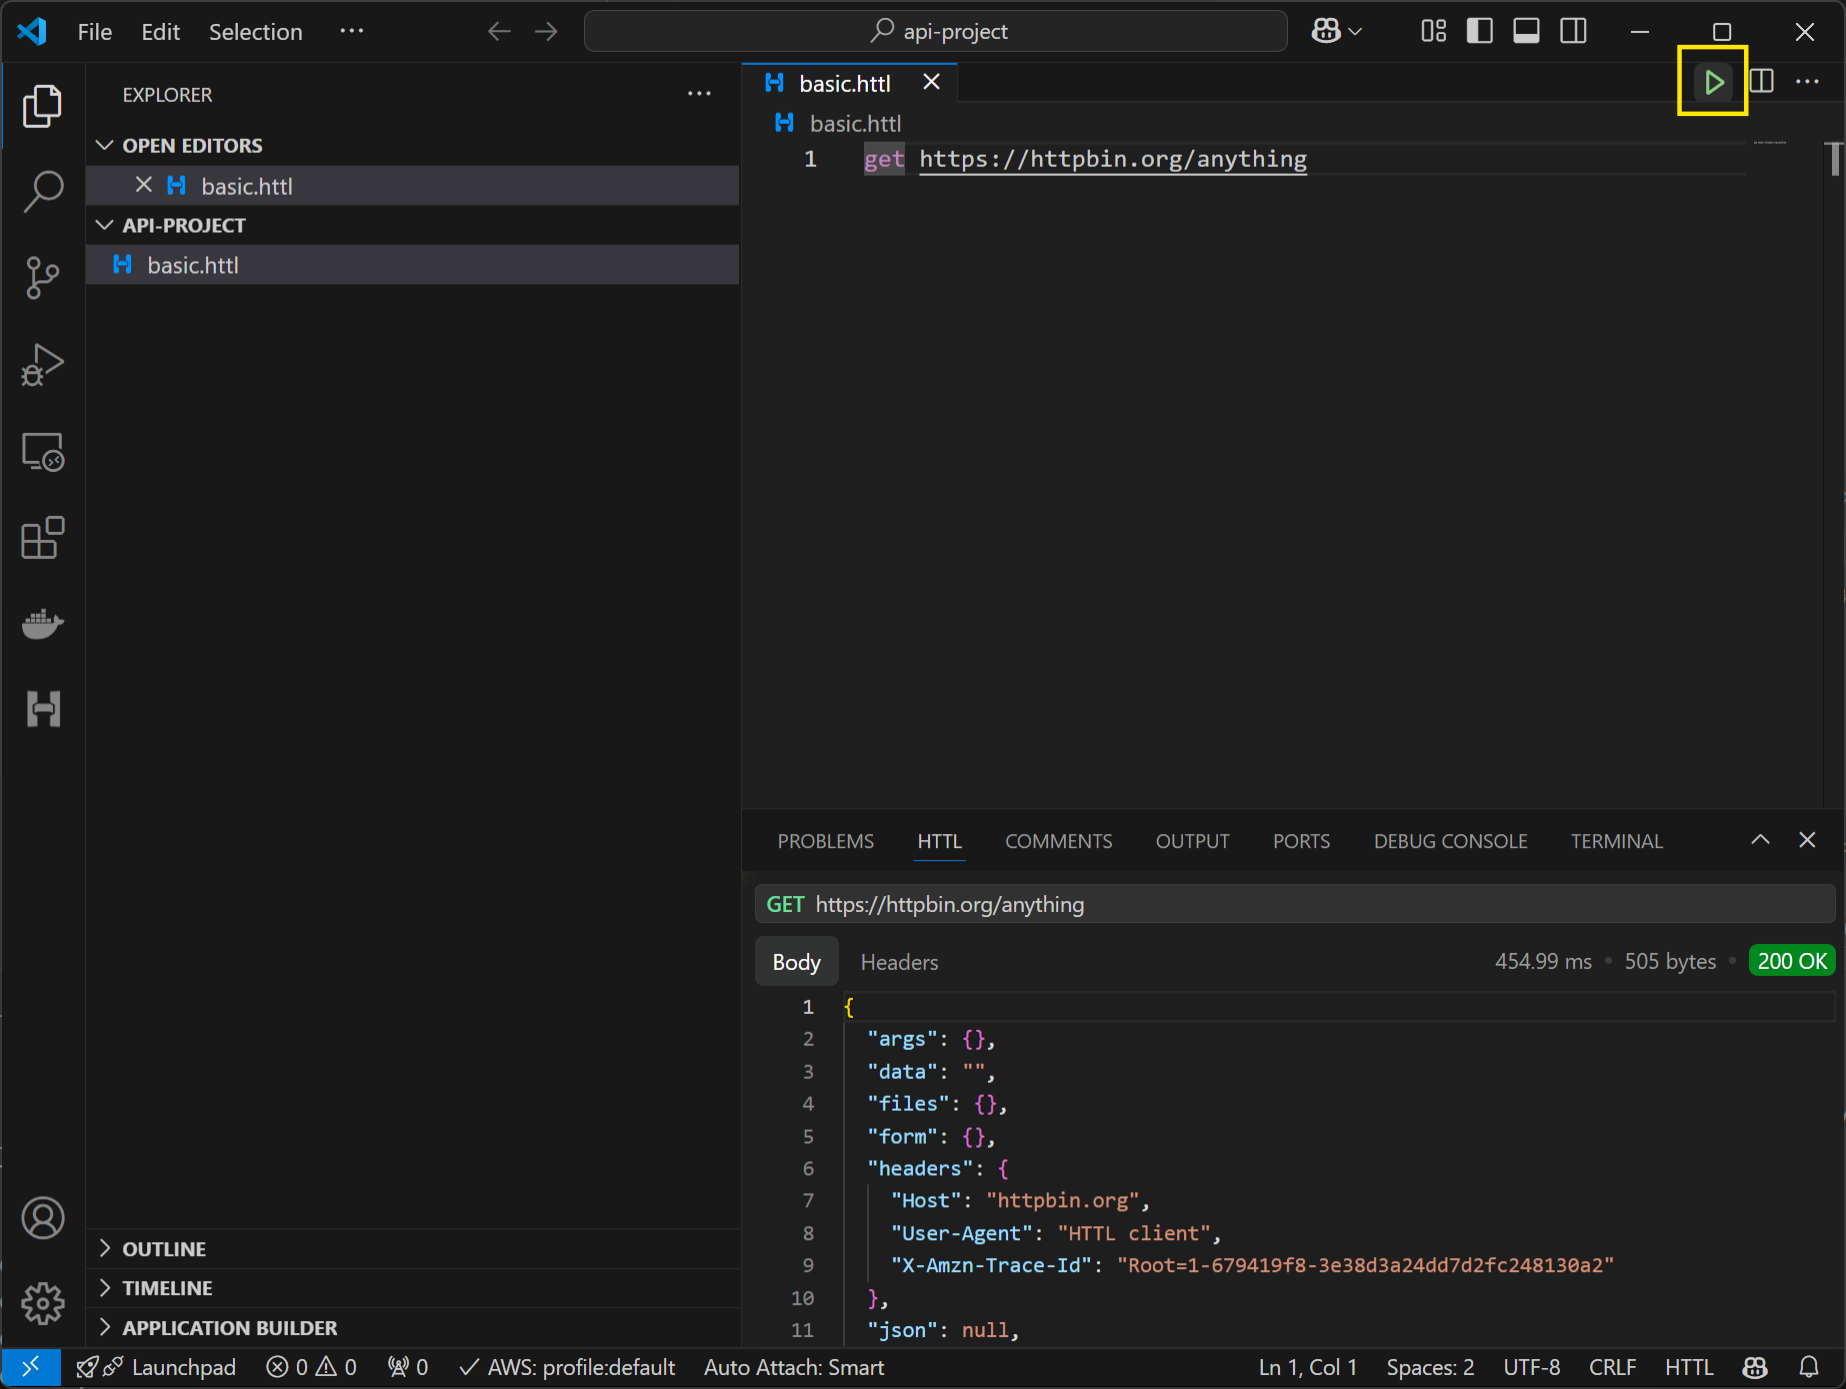 File Edit Selection ··· api-project
EXPLORER ···
OPEN EDITORS
basic.httl
API-PROJECT
basic.httl
OUTLINE
TIMELINE
APPLICATION BUILDER
basic.httl
basic.httl
1 get https://httpbin.org/anything
PROBLEMS HTTL COMMENTS OUTPUT PORTS DEBUG CONSOLE TERMINAL
GET https://httpbin.org/anything
Body Headers 454.99 ms • 505 bytes • 200 OK
1 {
2 "args": {},
3 "data": "",
4 "files": {},
5 "form": {},
6 "headers": {
7 "Host": "httpbin.org",
8 "User-Agent": "HTTL client",
9 "X-Amzn-Trace-Id": "Root=1-679419f8-3e38d3a24dd7d2fc248130a2"
10 },
11 "json": null,
Launchpad 0 0 0 AWS: profile:default Auto Attach: Smart Ln 1, Col 1 Spaces: 2 UTF-8 CRLF HTTL